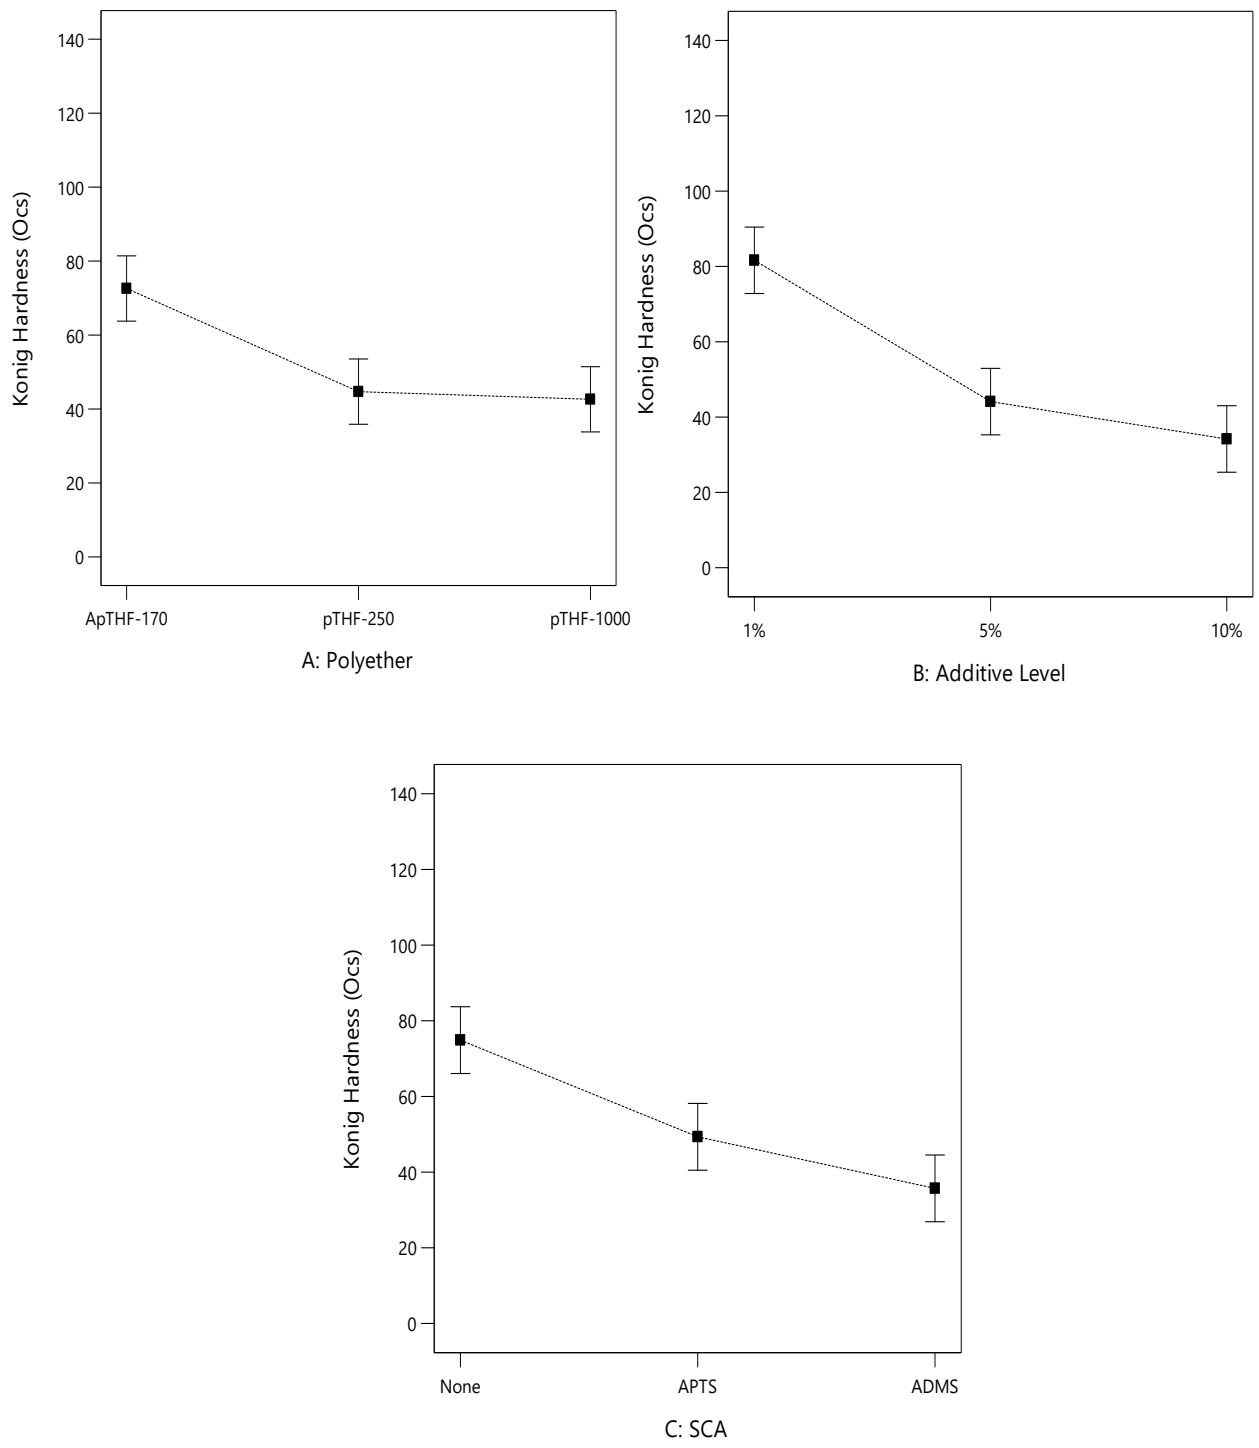 Konig Hardness (Ocs)
140
120
100
80
60
40
20
0
ApTHF-170 pTHF-250 pTHF-1000
A: Polyether
Konig Hardness (Ocs)
140
120
100
80
60
40
20
0
1% 5% 10%
B: Additive Level
Konig Hardness (Ocs)
140
120
100
80
60
40
20
0
None APTS ADMS
C: SCA